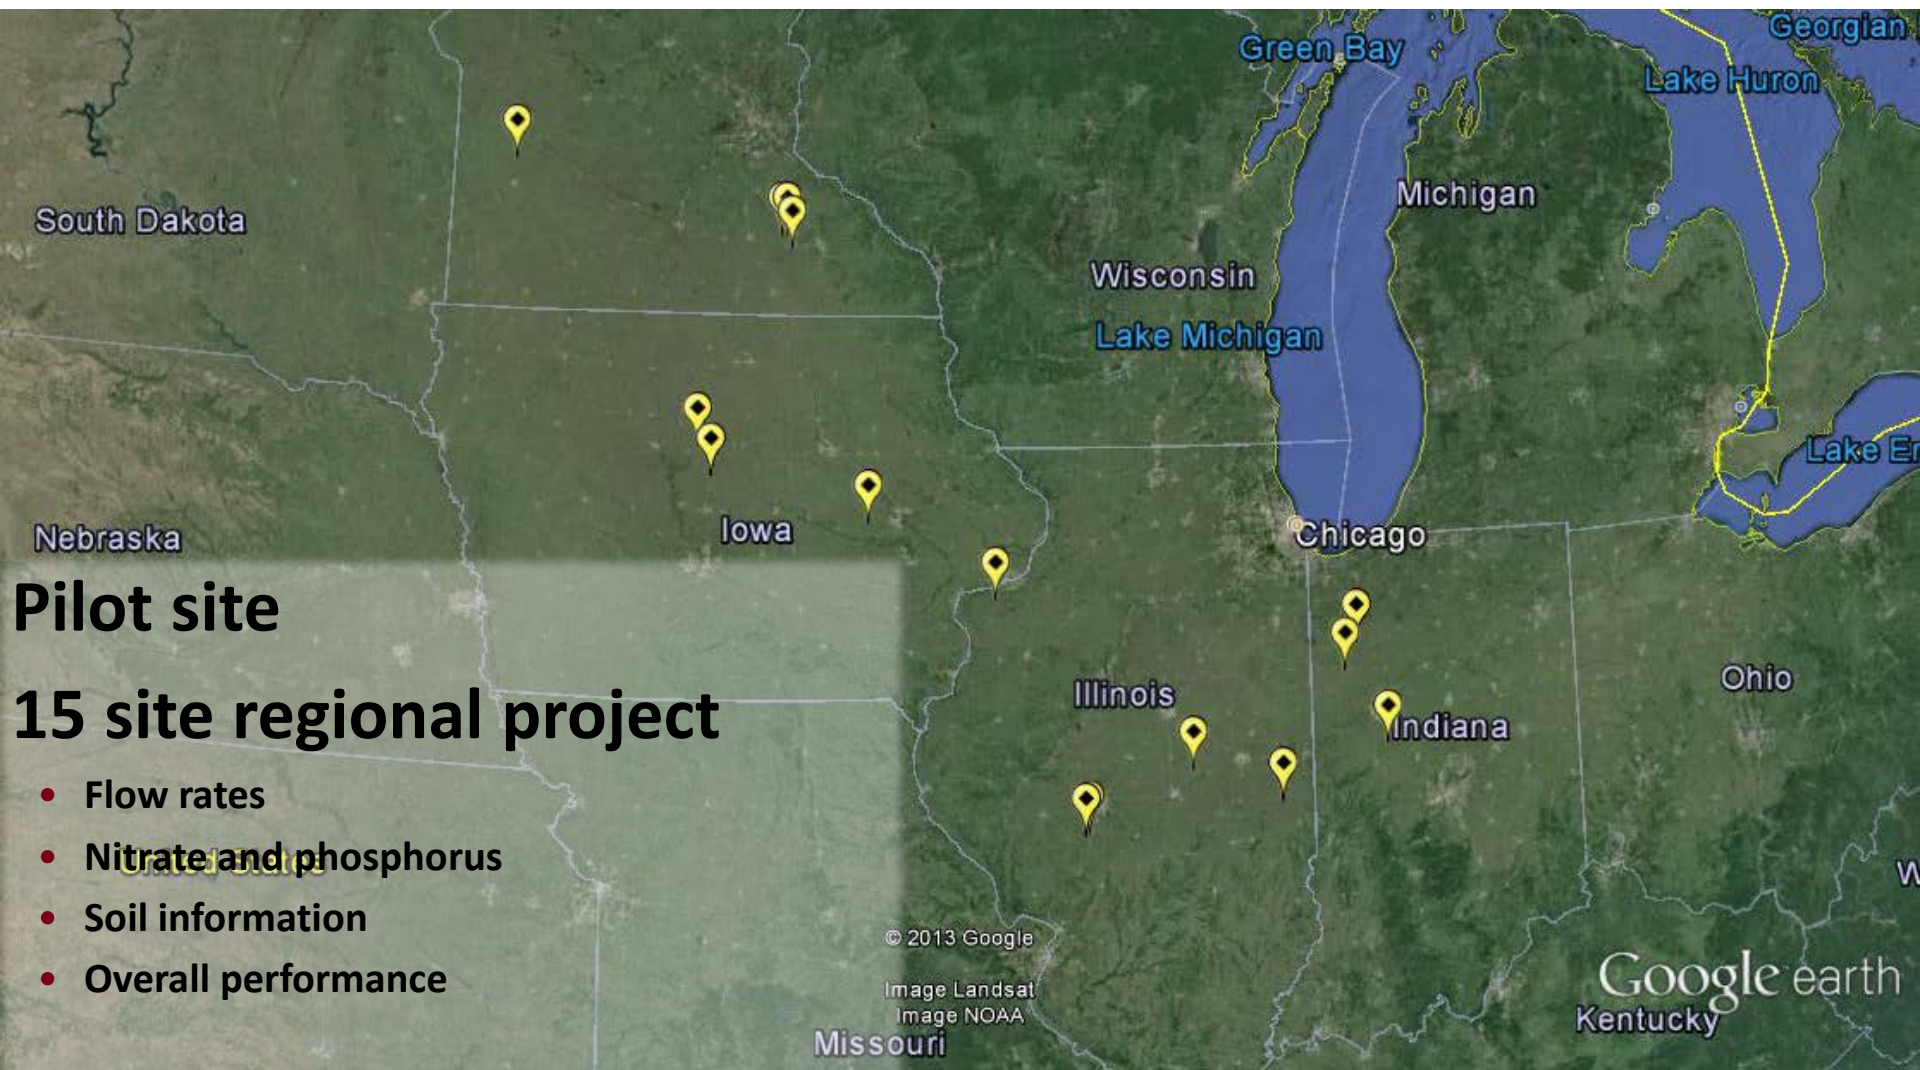 Georgian
Green Bay
Lake Huron
Michigan
South Dakota
Wisconsin
Lake Michigan
Lake Er
Iowa
Chicago
Nebraska
Pilot site
15 site regional project
Illinois
Ohio
Indiana
• Flow rates
• Nitrate and phosphorus
United States
• Soil information
• Overall performance
W
© 2013 Google
Image Landsat
Image NOAA
Google earth
Kentucky
Missouri